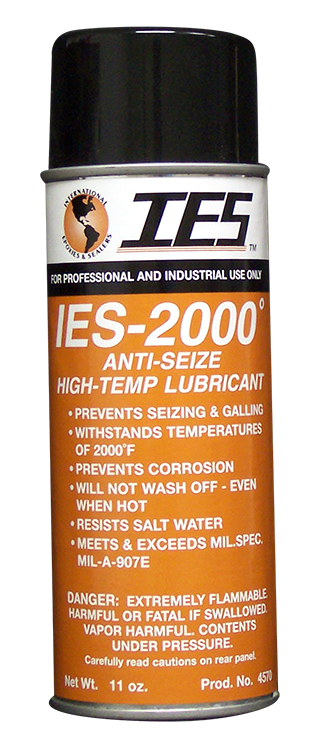 INTERNATIONAL
EPOXIES & SEALERS
IES™
FOR PROFESSIONAL AND INDUSTRIAL USE ONLY
IES-2000°
ANTI-SEIZE
HIGH-TEMP LUBRICANT
• PREVENTS SEIZING & GALLING
• WITHSTANDS TEMPERATURES
OF 2000°F
• PREVENTS CORROSION
• WILL NOT WASH OFF - EVEN
WHEN HOT
• RESISTS SALT WATER
• MEETS & EXCEEDS MIL.SPEC.
MIL-A-907E
DANGER: EXTREMELY FLAMMABLE.
HARMFUL OR FATAL IF SWALLOWED.
VAPOR HARMFUL. CONTENTS
UNDER PRESSURE.
Carefully read cautions on rear panel.
Net Wt. 11 oz. Prod. No. 4570